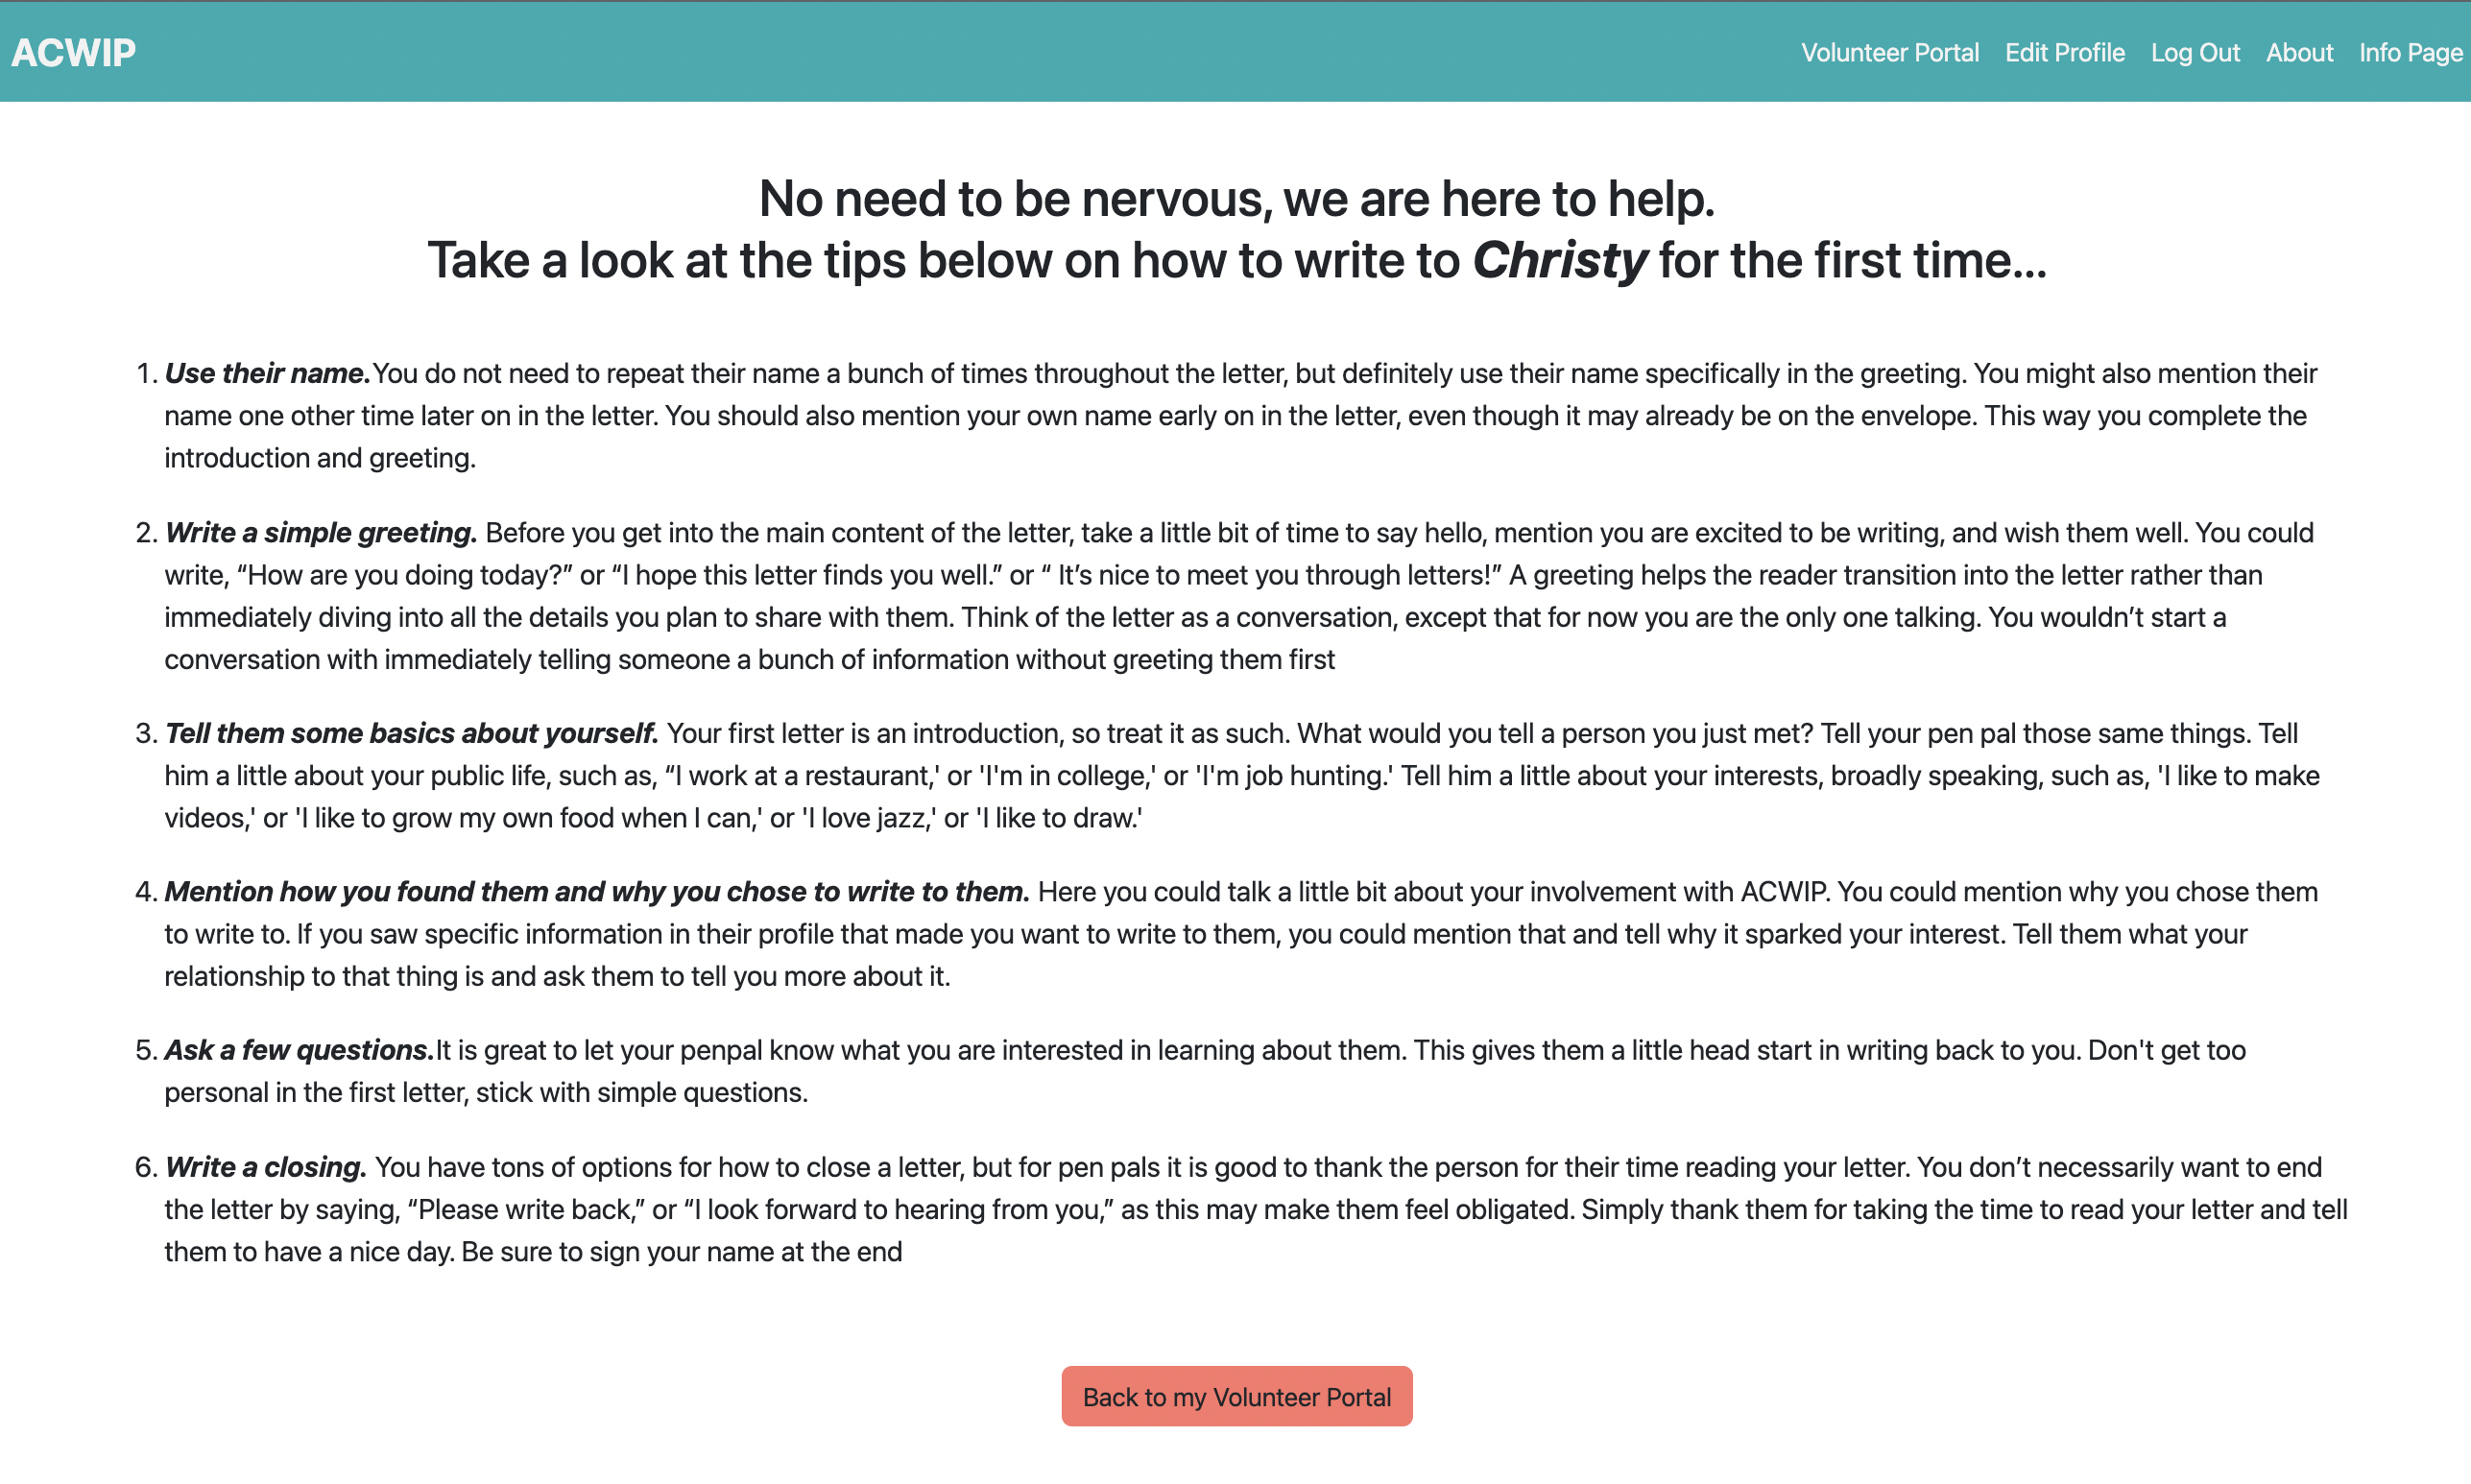 ACWIP
Volunteer Portal Edit Profile Log Out About Info Page
No need to be nervous, we are here to help.
Take a look at the tips below on how to write to Christy for the first time...
1. Use their name.You do not need to repeat their name a bunch of times throughout the letter, but definitely use their name specifically in the greeting. You might also mention their
name one other time later on in the letter. You should also mention your own name early on in the letter, even though it may already be on the envelope. This way you complete the
introduction and greeting.
2. Write a simple greeting. Before you get into the main content of the letter, take a little bit of time to say hello, mention you are excited to be writing, and wish them well. You could
write, “How are you doing today?” or “I hope this letter finds you well.” or “ It’s nice to meet you through letters!” A greeting helps the reader transition into the letter rather than
immediately diving into all the details you plan to share with them. Think of the letter as a conversation, except that for now you are the only one talking. You wouldn’t start a
conversation with immediately telling someone a bunch of information without greeting them first
3. Tell them some basics about yourself. Your first letter is an introduction, so treat it as such. What would you tell a person you just met? Tell your pen pal those same things. Tell
him a little about your public life, such as, “I work at a restaurant,' or 'I'm in college,' or 'I'm job hunting.' Tell him a little about your interests, broadly speaking, such as, 'I like to make
videos,' or 'I like to grow my own food when I can,' or 'I love jazz,' or 'I like to draw.'
4. Mention how you found them and why you chose to write to them. Here you could talk a little bit about your involvement with ACWIP. You could mention why you chose them
to write to. If you saw specific information in their profile that made you want to write to them, you could mention that and tell why it sparked your interest. Tell them what your
relationship to that thing is and ask them to tell you more about it.
5. Ask a few questions.It is great to let your penpal know what you are interested in learning about them. This gives them a little head start in writing back to you. Don't get too
personal in the first letter, stick with simple questions.
6. Write a closing. You have tons of options for how to close a letter, but for pen pals it is good to thank the person for their time reading your letter. You don’t necessarily want to end
the letter by saying, “Please write back,” or “I look forward to hearing from you,” as this may make them feel obligated. Simply thank them for taking the time to read your letter and tell
them to have a nice day. Be sure to sign your name at the end
Back to my Volunteer Portal